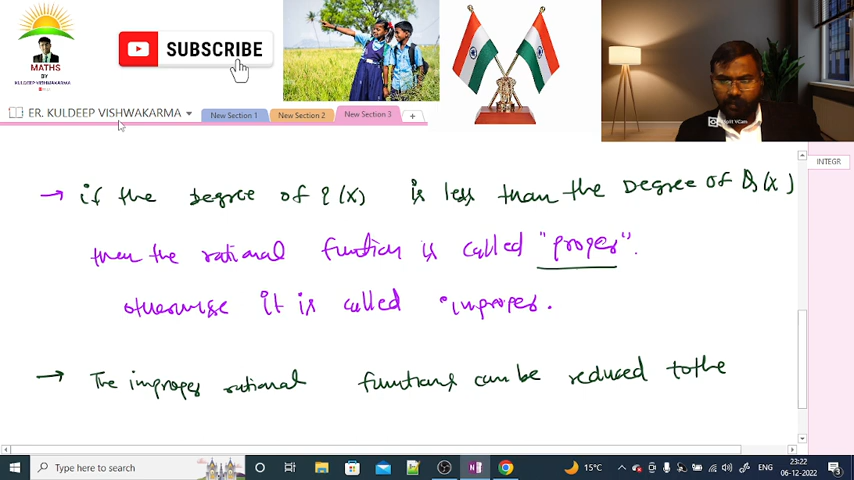 MATHS
BY
KULDEEP VISHWAKARMA
SUBSCRIBE
Split VCam
ER. KULDEEP VISHWAKARMA
New Section 1
New Section 2
New Section 3
+
INTEGR
→ if the Degree of P(X) is less than the Degree of Q(X)
then the rational function is called "proper".
otherwise it is called "improper.
→ The improper rational functions can be reduced to the
Type here to search
15°C
ENG
23:22
06-12-2022
3